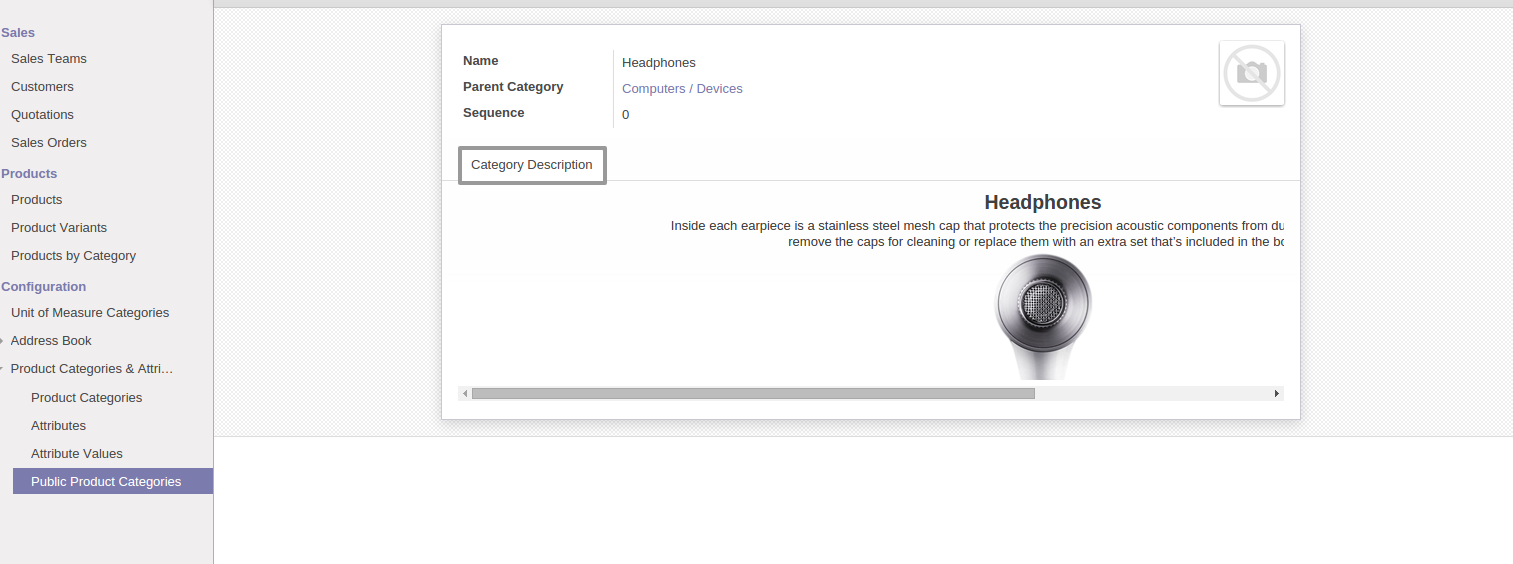 Sales
Sales Teams
Customers
Quotations
Sales Orders
Products
Products
Product Variants
Products by Category
Configuration
Unit of Measure Categories
Address Book
Product Categories & Attri...
Product Categories
Attributes
Attribute Values
Public Product Categories
Name Headphones
Parent Category Computers / Devices
Sequence 0
Category Description
Headphones
Inside each earpiece is a stainless steel mesh cap that protects the precision acoustic components from du
remove the caps for cleaning or replace them with an extra set that's included in the bo